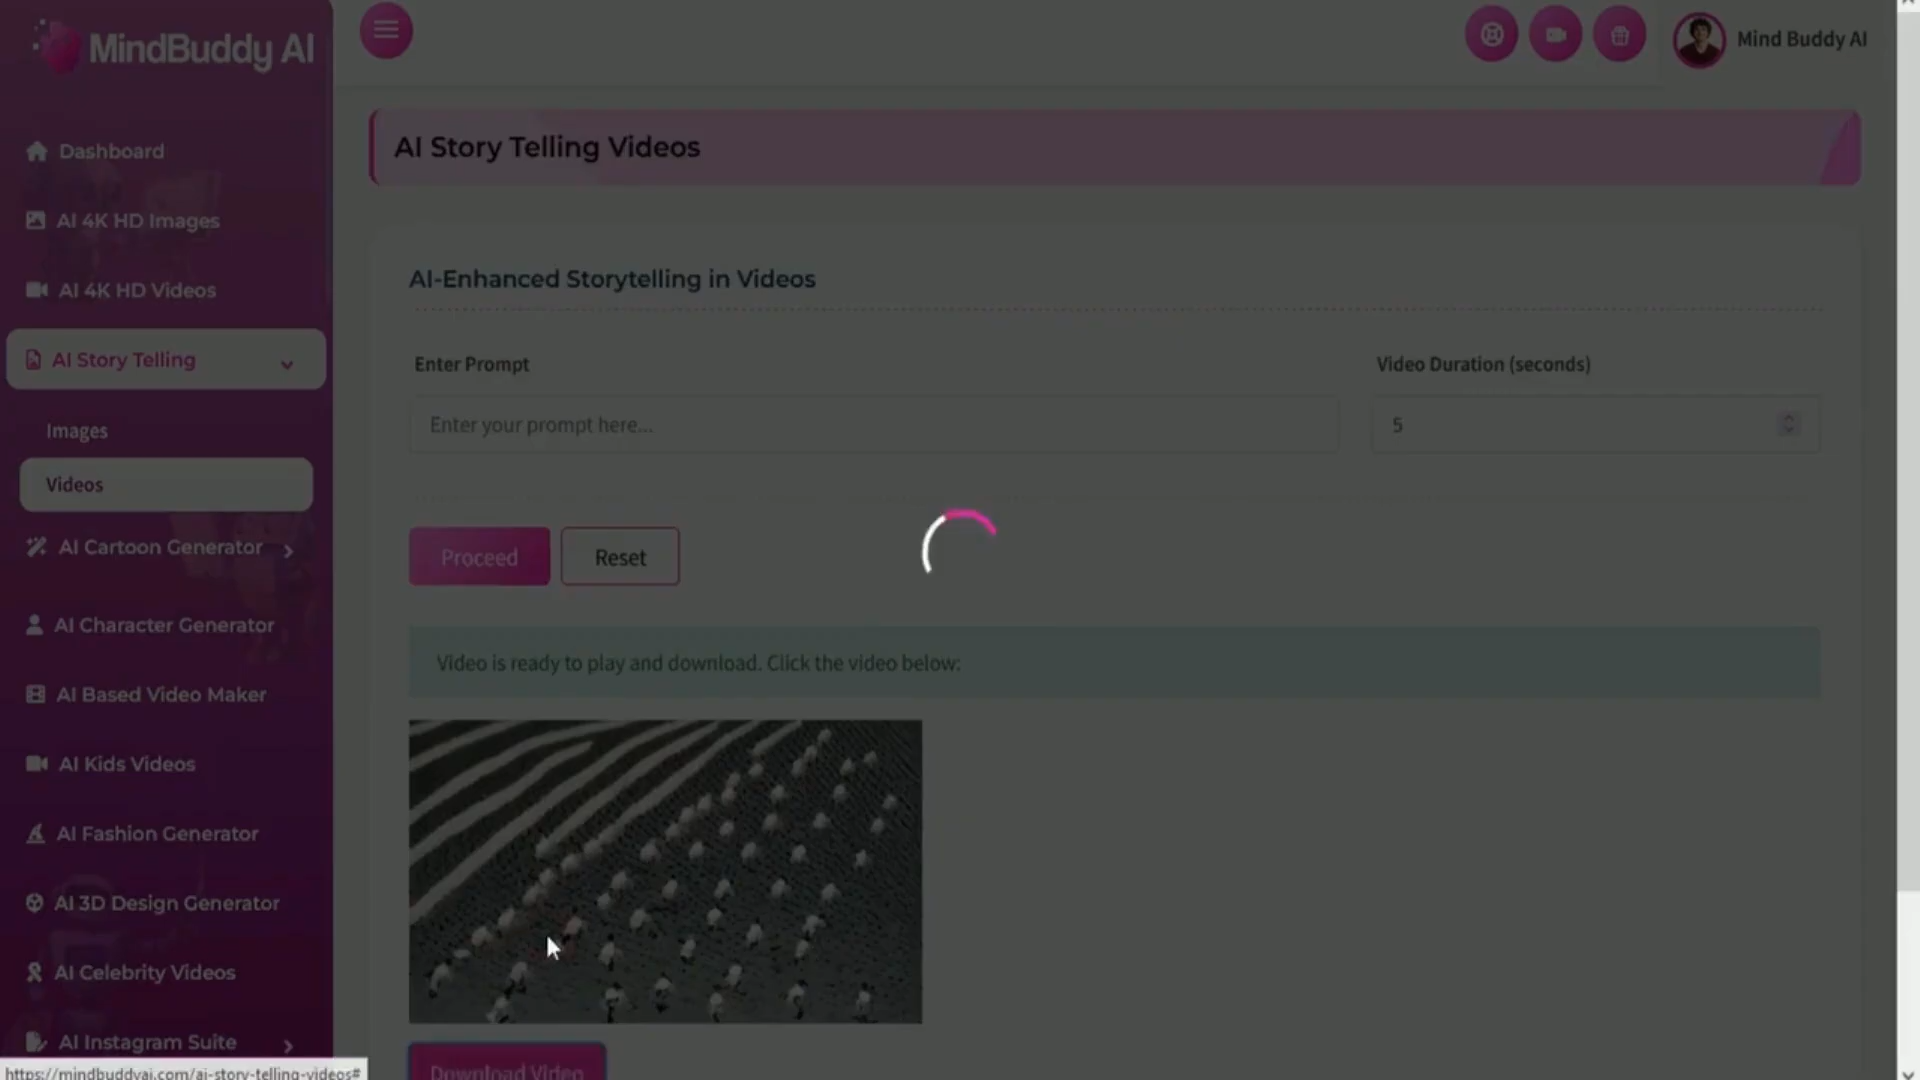 MindBuddy AI
Mind Buddy AI
Dashboard
AI 4K HD Images
AI 4K HD Videos
AI Story Telling
Images
Videos
AI Cartoon Generator
AI Character Generator
AI Based Video Maker
AI Kids Videos
AI Fashion Generator
AI 3D Design Generator
AI Celebrity Videos
AI Instagram Suite
https://mindbuddyai.com/ai-story-telling-videos#
AI Story Telling Videos
AI-Enhanced Storytelling in Videos
Enter Prompt
Video Duration (seconds)
Enter your prompt here...
5
Proceed
Reset
Video is ready to play and download. Click the video below:
Download Video